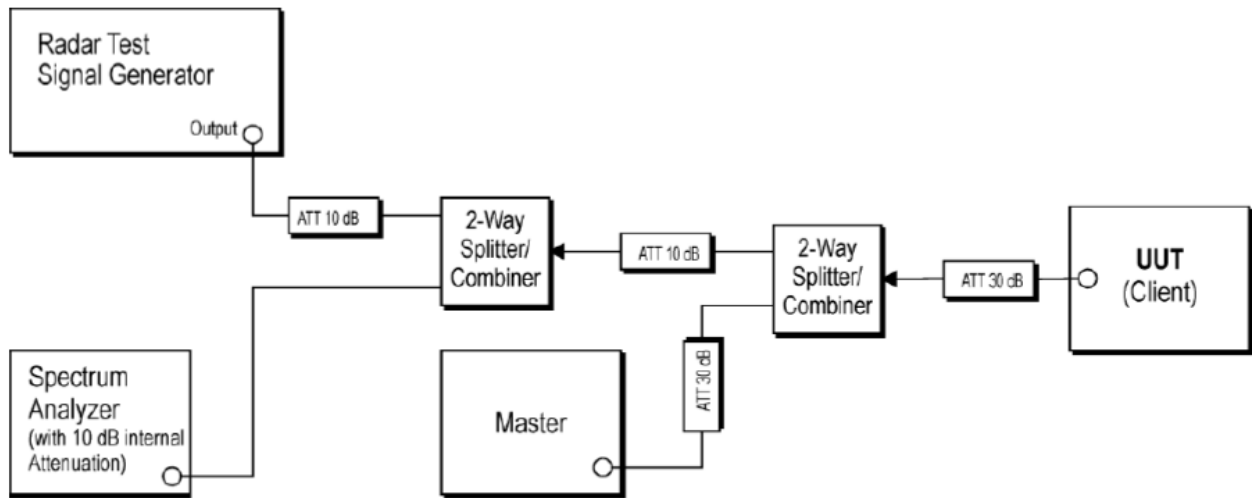 Radar Test
Signal Generator
Output
ATT 10 dB
2-Way
Splitter/
Combiner
ATT 10 dB
2-Way
Splitter/
Combiner
ATT 30 dB
UUT
(Client)
Spectrum
Analyzer
(with 10 dB internal
Attenuation)
Master
ATT 30 dB